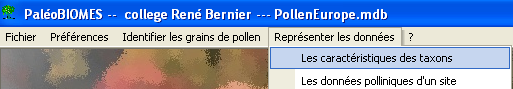 PaléoBIOMES -- college René Bernier --- PollenEurope.mdb
Fichier Préférences Identifier les grains de pollen Représenter les données ?
Les caractéristiques des taxons
Les données polliniques d'un site